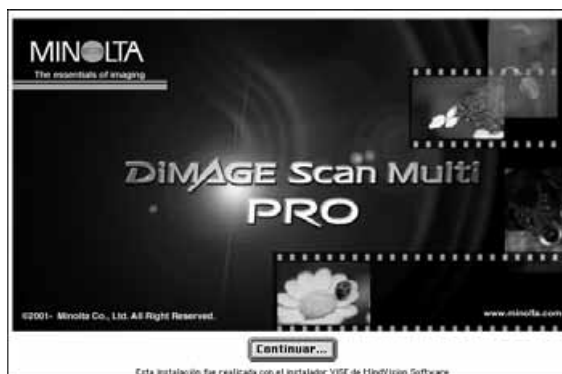 MINOLTA
The essentials of imaging
DiMAGE Scan Multi
PRO
©2001- Minolta Co., Ltd. All Right Reserved.
www.minolta.com
Continuar...
Esta instalación fue realizada con el instalador VISE de MindVision Software